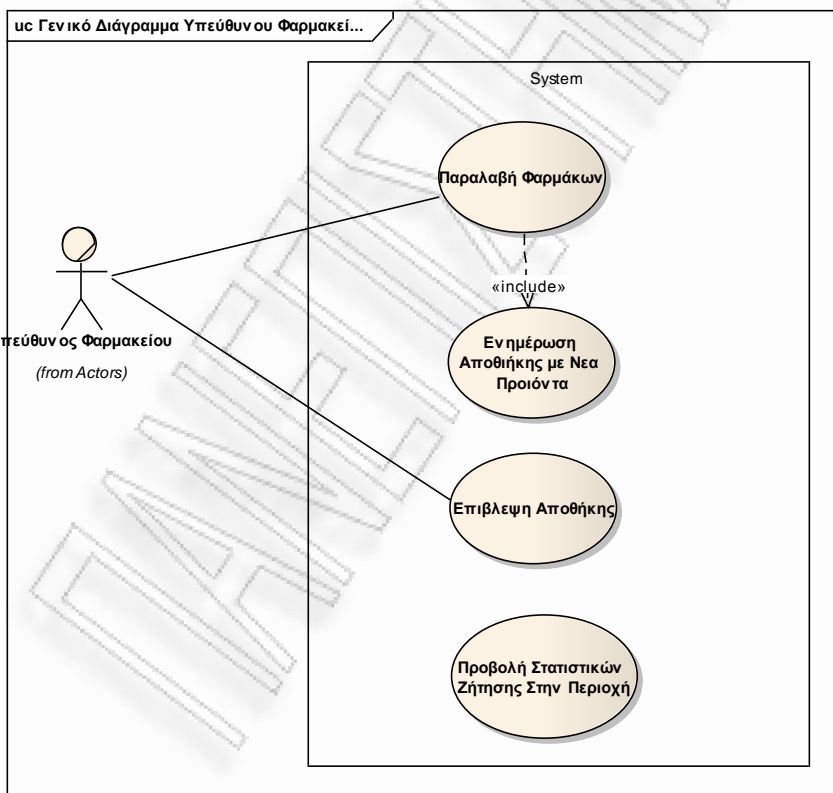 uc Γενικό Διάγραμμα Υπεύθυνου Φαρμακεί...
System
Παραλαβή Φαρμάκων
«include»
πεύθυνος Φαρμακείου
(from Actors)
Ενημέρωση
Αποθιήκης με Νεα
Προιόντα
Επιβλεψη Αποθήκης
Προβολή Στατιστικών
Ζήτησης Στην Περιοχή